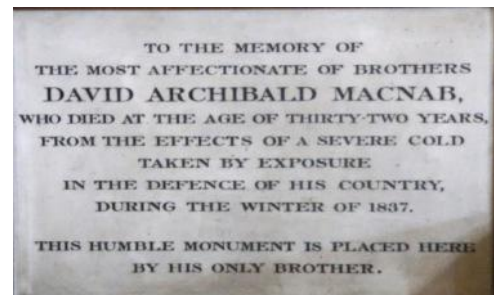 TO THE MEMORY OF
THE MOST AFFECTIONATE OF BROTHERS
DAVID ARCHIBALD MACNAB,
WHO DIED AT THE AGE OF THIRTY-TWO YEARS,
FROM THE EFFECTS OF A SEVERE COLD
TAKEN BY EXPOSURE
IN THE DEFENCE OF HIS COUNTRY,
DURING THE WINTER OF 1837.
THIS HUMBLE MONUMENT IS PLACED HERE
BY HIS ONLY BROTHER.